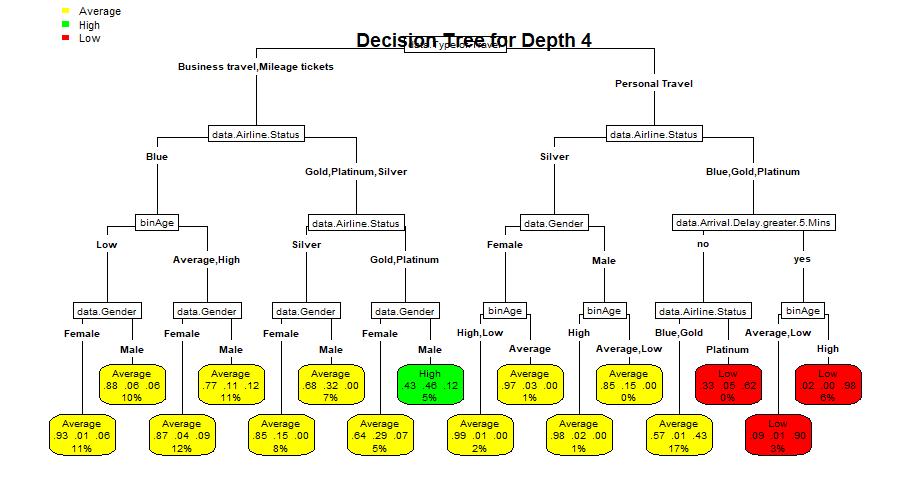 Average
High
Low
Decision Tree for Depth 4
data.Type.of.Travel
Business travel,Mileage tickets
Personal Travel
data.Airline.Status
data.Airline.Status
Blue
Gold,Platinum,Silver
Silver
Blue,Gold,Platinum
binAge
data.Airline.Status
data.Gender
data.Arrival.Delay.greater.5.Mins
Low
Average,High
Silver
Gold,Platinum
Female
Male
no
yes
data.Gender
data.Gender
data.Gender
data.Gender
binAge
binAge
data.Airline.Status
binAge
Female
Male
Female
Male
Female
Male
Female
Male
High,Low
Average
High
Average,Low
Blue,Gold
Platinum
Average,Low
High
Average
.88 .06 .06
10%
Average
.77 .11 .12
11%
Average
.68 .32 .00
7%
High
.43 .46 .12
5%
Average
.97 .03 .00
1%
Average
.85 .15 .00
0%
Low
.33 .05 .62
0%
Low
.02 .00 .98
6%
Average
.93 .01 .06
11%
Average
.87 .04 .09
12%
Average
.85 .15 .00
8%
Average
.64 .29 .07
5%
Average
.99 .01 .00
2%
Average
.98 .02 .00
1%
Average
.57 .01 .43
17%
Low
.09 .01 .90
3%